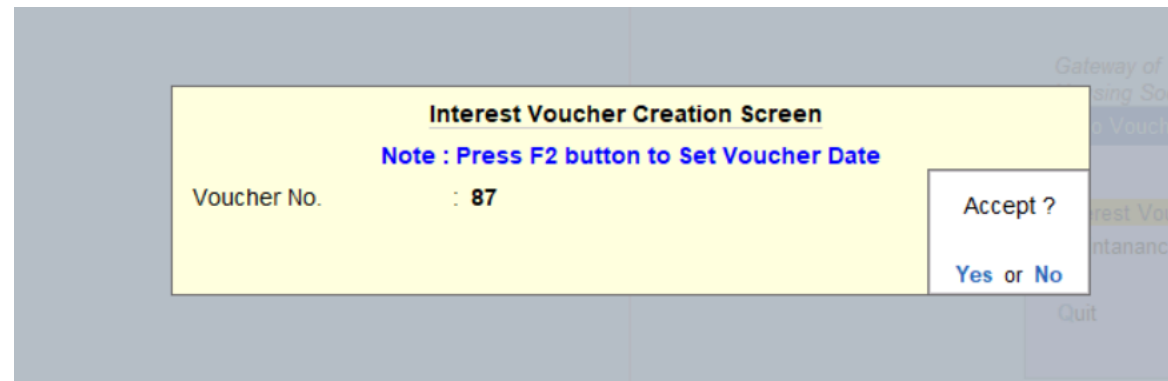 Gateway of
Interest Voucher Creation Screen
Note : Press F2 button to Set Voucher Date
Voucher No. : 87
Accept ?
Yes or No
Quit